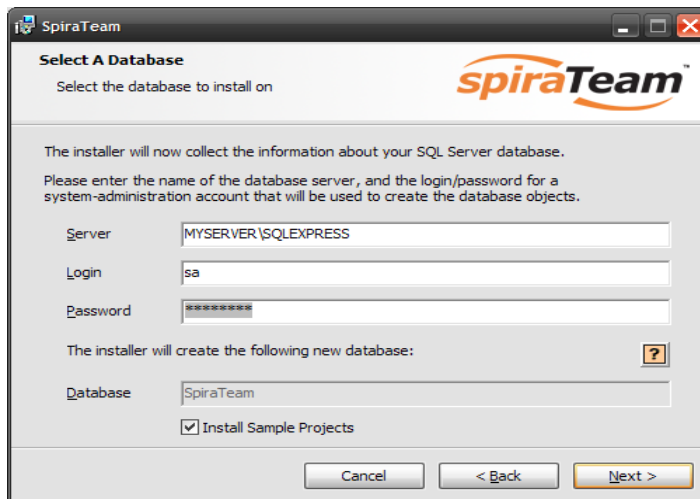 SpiraTeam
Select A Database
Select the database to install on
spiraTeam™
The installer will now collect the information about your SQL Server database.
Please enter the name of the database server, and the login/password for a
system-administration account that will be used to create the database objects.
Server
MYSERVER\SQLEXPRESS
Login
sa
Password
********
The installer will create the following new database:
?
Database
SpiraTeam
Install Sample Projects
Cancel
< Back
Next >